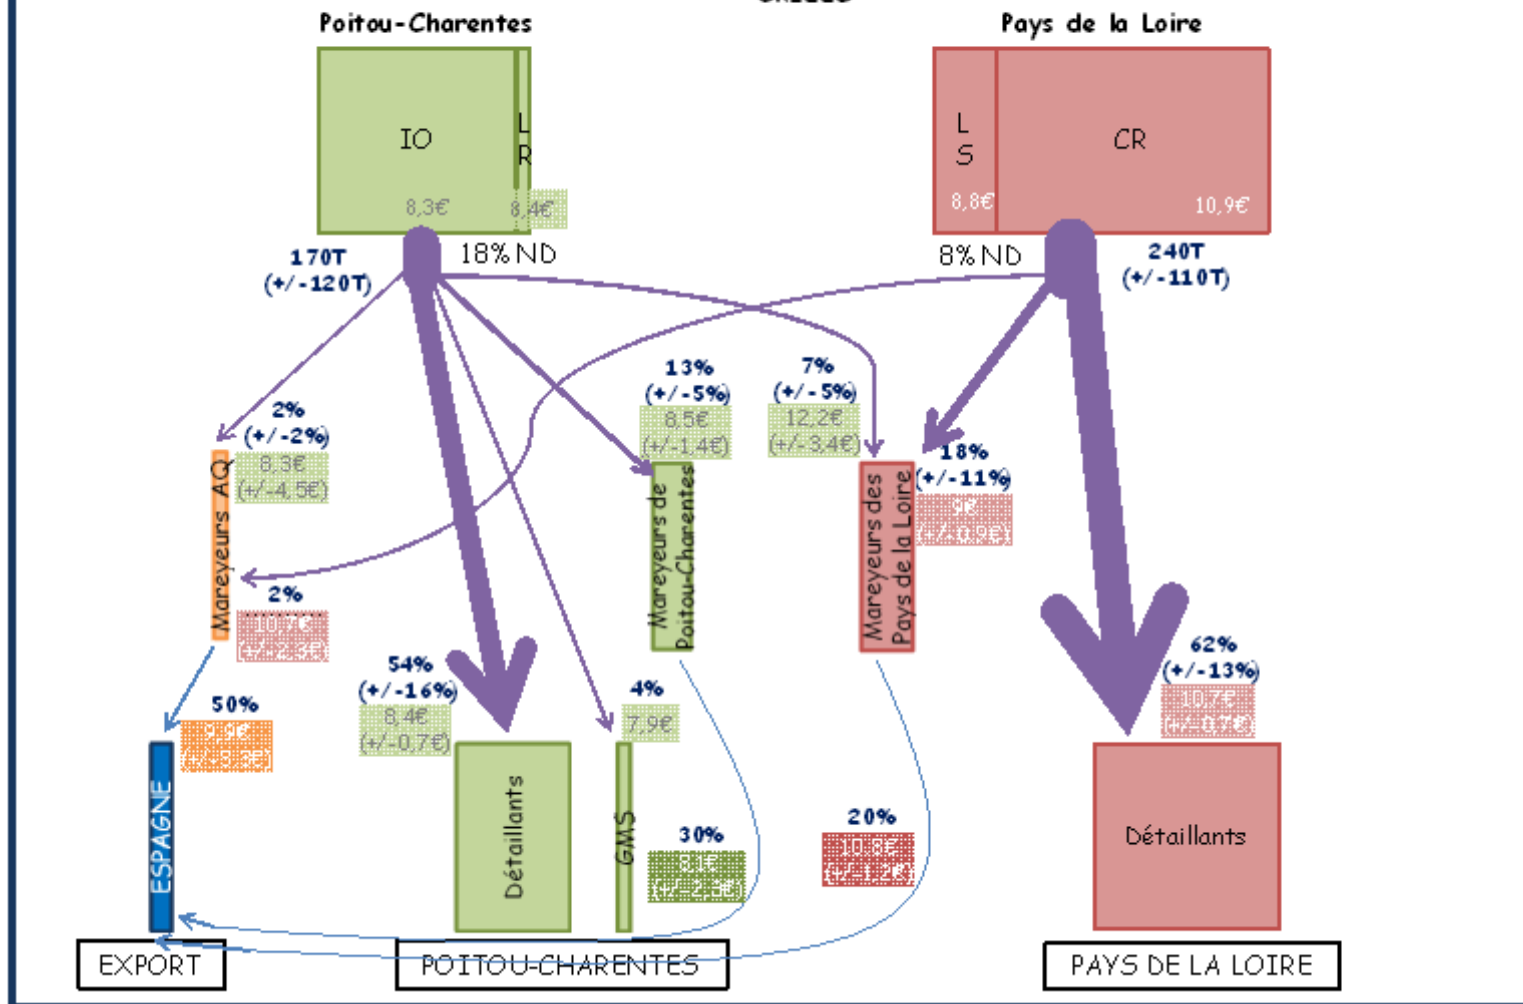 Poitou-Charentes
Pays de la Loire
IO
L
R
8,3€
8,4€
L
S
CR
8,8€
10,9€
170T
(+/-120T)
18% ND
8% ND
240T
(+/-110T)
2%
(+/-2%)
8,3€
(+/-4,5€)
13%
(+/-5%)
8,5€
(+/-1,4€)
7%
(+/-5%)
12,2€
(+/-3,4€)
18%
(+/-11%)
9€
(+/-0,9€)
Mareyeurs AQ
Mareyeurs de
Poitou-Charentes
Mareyeurs des
Pays de la Loire
2%
10,7€
(+/-2,3€)
50%
9,9€
54%
(+/-16%)
8,4€
(+/-0,7€)
4%
7,9€
62%
(+/-13%)
10,7€
(+/-0,7€)
ESPAGNE
Détaillants
GMS
30%
8,1€
(+/-2,3€)
20%
10,8€
(+/-1,2€)
Détaillants
EXPORT
POITOU-CHARENTES
PAYS DE LA LOIRE